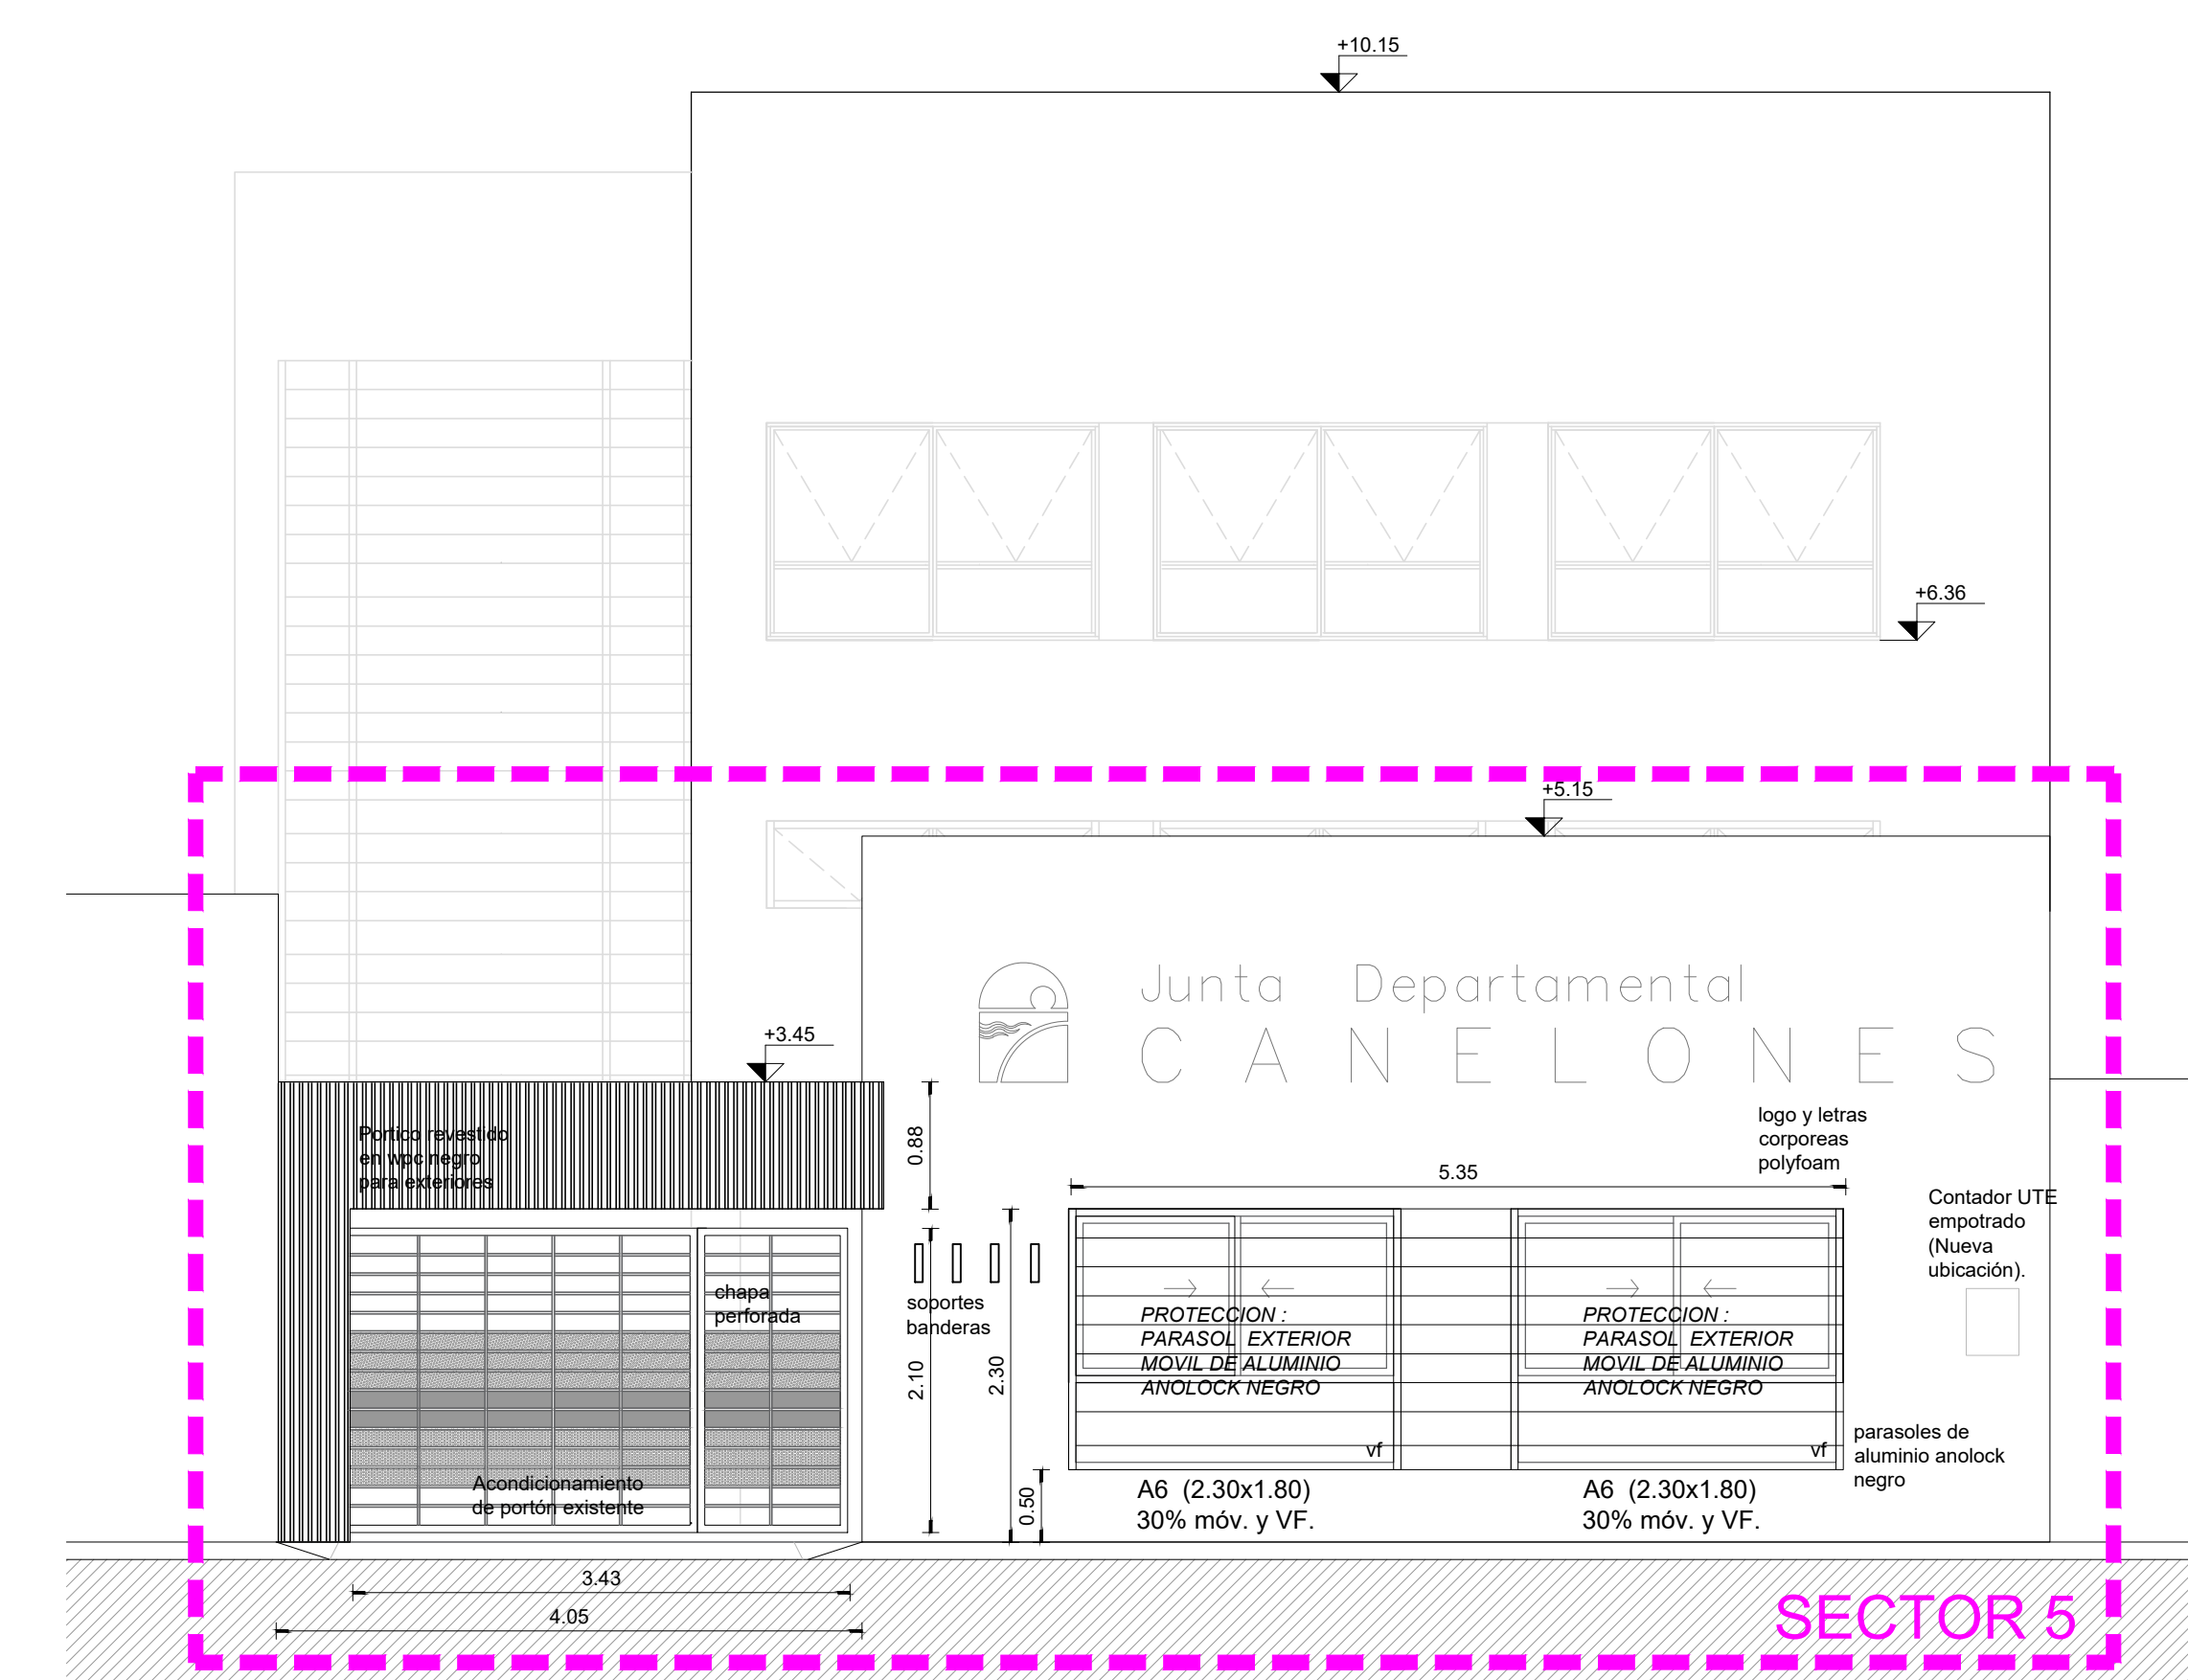 +10.15
+6.36
+5.15
Junta Departamental
CANELONES
+3.45
logo y letras
corporeas
polyfoam
Portico revestido
en wpc negro
para exteriores
0.88
5.35
Contador UTE
empotrado
(Nueva
ubicación).
chapa
perforada
soportes
banderas
2.10
2.30
0.50
PROTECCION :
PARASOL EXTERIOR
MOVIL DE ALUMINIO
ANOLOCK NEGRO
PROTECCION :
PARASOL EXTERIOR
MOVIL DE ALUMINIO
ANOLOCK NEGRO
vf
vf
parasoles de
aluminio anolock
negro
Acondicionamiento
de portón existente
A6 (2.30x1.80)
30% móv. y VF.
A6 (2.30x1.80)
30% móv. y VF.
3.43
4.05
SECTOR 5